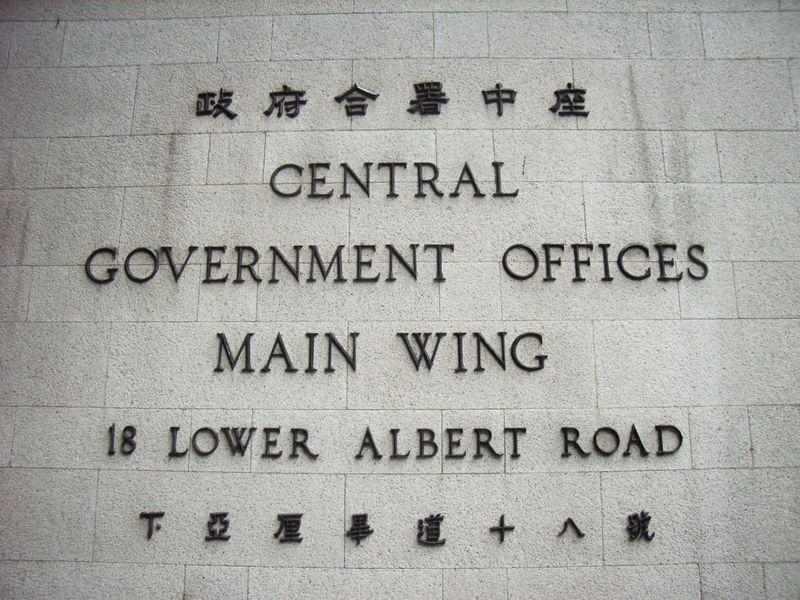 政府合署中座
CENTRAL
GOVERNMENT OFFICES
MAIN WING
18 LOWER ALBERT ROAD
下亞厘畢道十八號